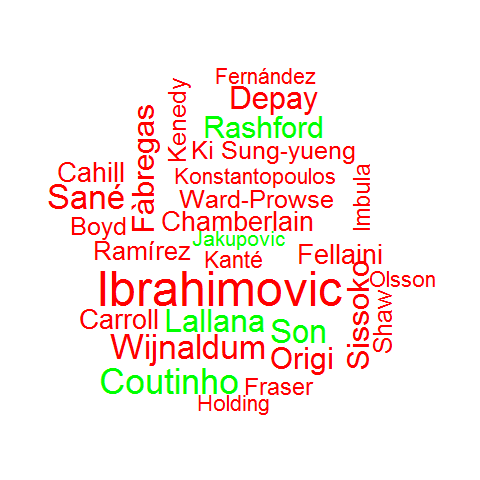 Fernández
Depay
Kenedy
Rashford
Fàbregas
Ki Sung-yueng
Cahill
Konstantopoulos
Sané
Ward-Prowse
Imbula
Boyd
Chamberlain
Jakupovic
Ramírez
Kanté
Fellaini
Ibrahimovic
Olsson
Sissoko
Shaw
Carroll
Lallana
Son
Wijnaldum
Origi
Coutinho
Fraser
Holding